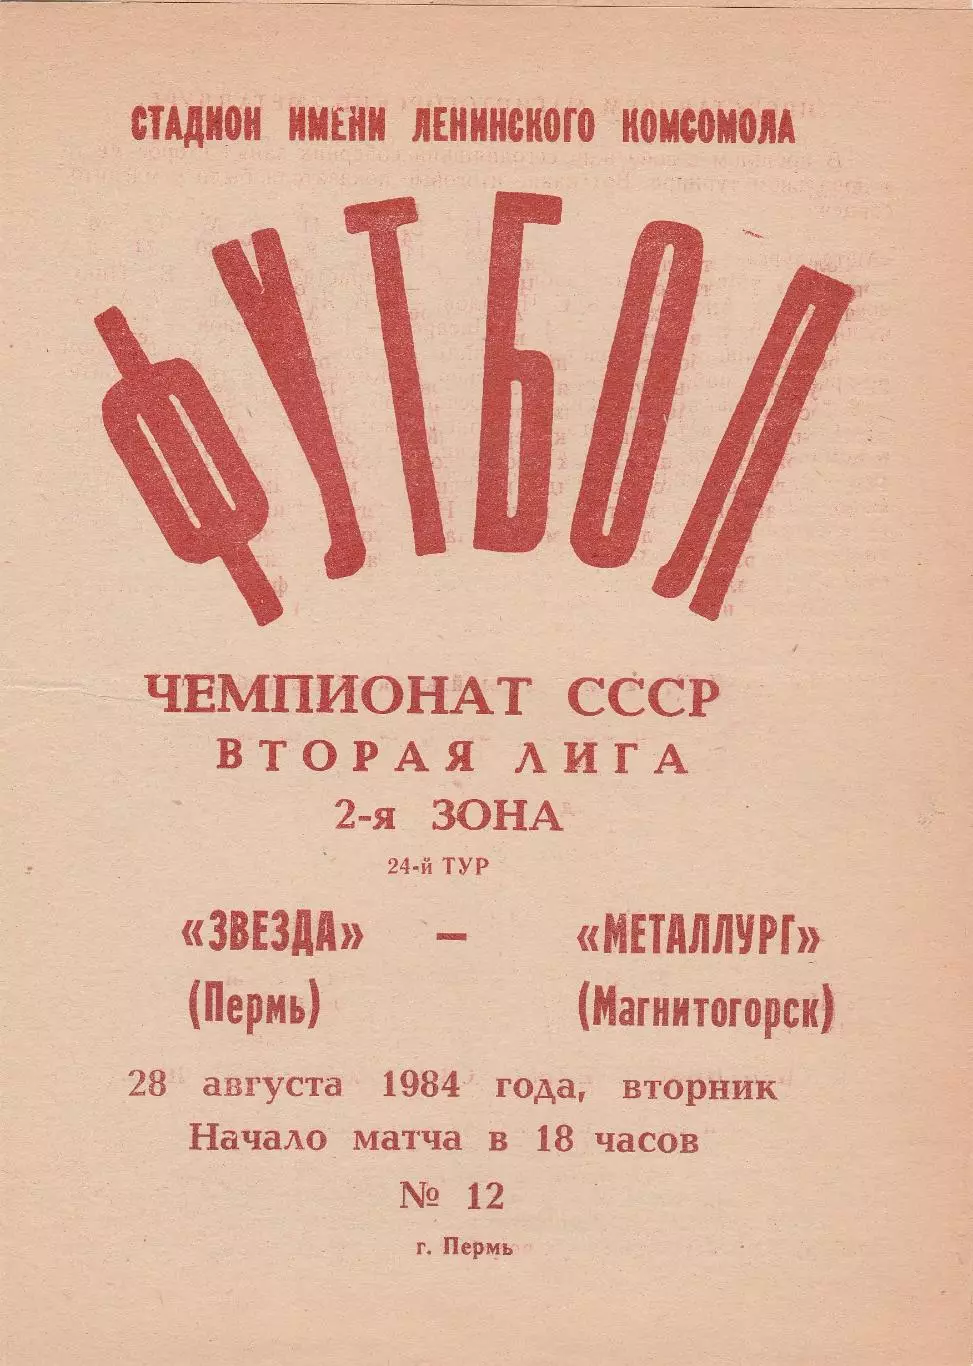 СТАДИОН ИМЕНИ ЛЕНИНСКОГО КОМСОМОЛА
ФУТБОЛ
ЧЕМПИОНАТ СССР
ВТОРАЯ ЛИГА
2-я ЗОНА
24-й ТУР
«ЗВЕЗДА» — «МЕТАЛЛУРГ»
(Пермь) (Магнитогорск)
28 августа 1984 года, вторник
Начало матча в 18 часов
№ 12
г. Пермь